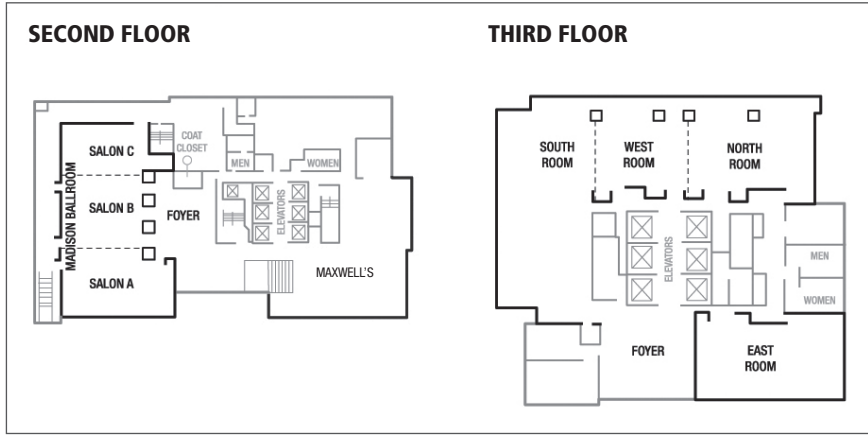 SECOND FLOOR
THIRD FLOOR
SALON C
COAT
CLOSET
MEN
WOMEN
MADISON BALLROOM
SALON B
FOYER
ELEVATORS
SALON A
MAXWELL'S
SOUTH
ROOM
WEST
ROOM
NORTH
ROOM
ELEVATORS
MEN
WOMEN
FOYER
EAST
ROOM